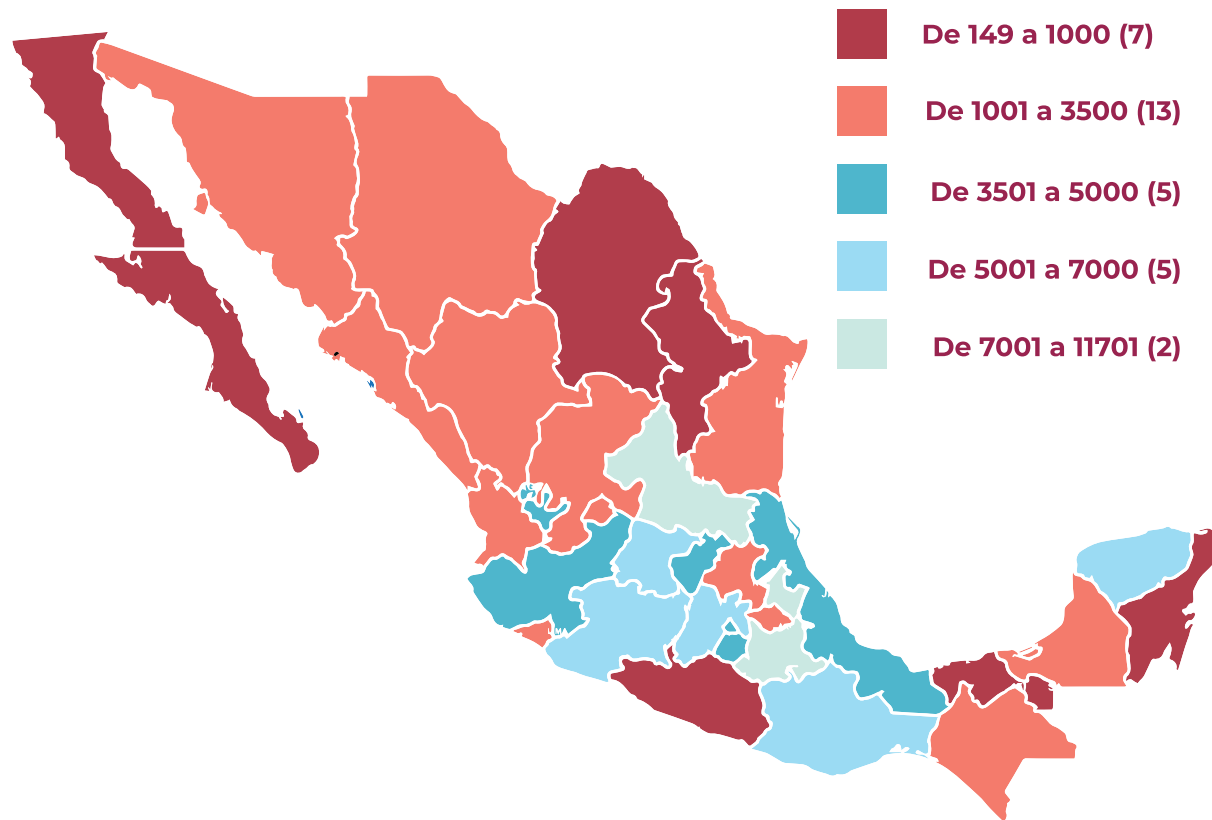 De 149 a 1000 (7)
De 1001 a 3500 (13)
De 3501 a 5000 (5)
De 5001 a 7000 (5)
De 7001 a 11701 (2)